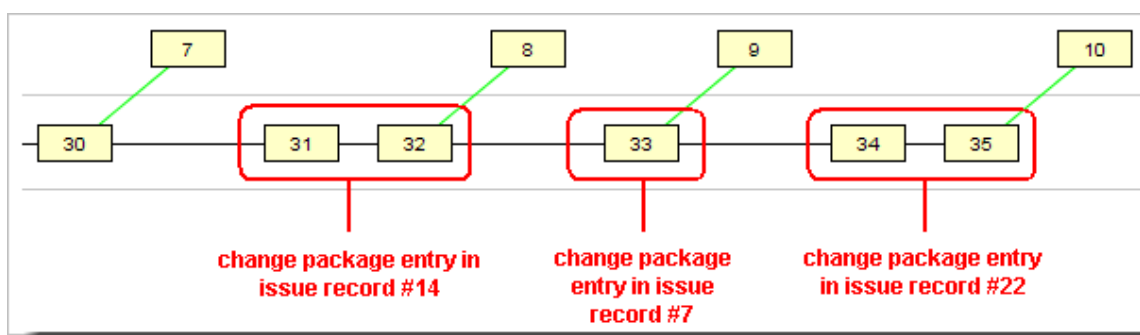 7 8 9 10
30 31 32 33 34 35
change package entry in
issue record #14
change package
entry in issue
record #7
change package entry
in issue record #22